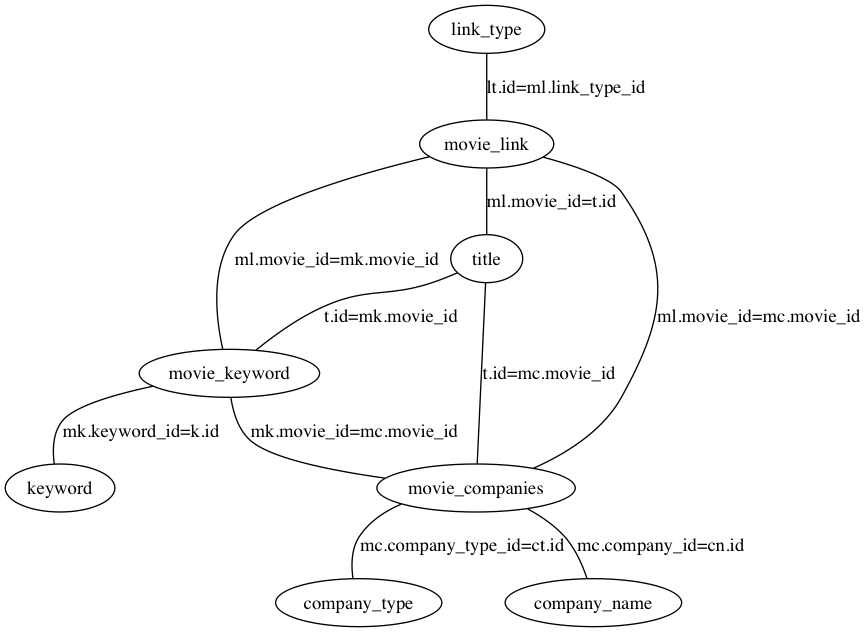 link_type
lt.id=ml.link_type_id
movie_link
ml.movie_id=t.id
ml.movie_id=mk.movie_id
title
t.id=mk.movie_id
ml.movie_id=mc.movie_id
movie_keyword
t.id=mc.movie_id
mk.keyword_id=k.id
mk.movie_id=mc.movie_id
keyword
movie_companies
mc.company_type_id=ct.id
mc.company_id=cn.id
company_type
company_name